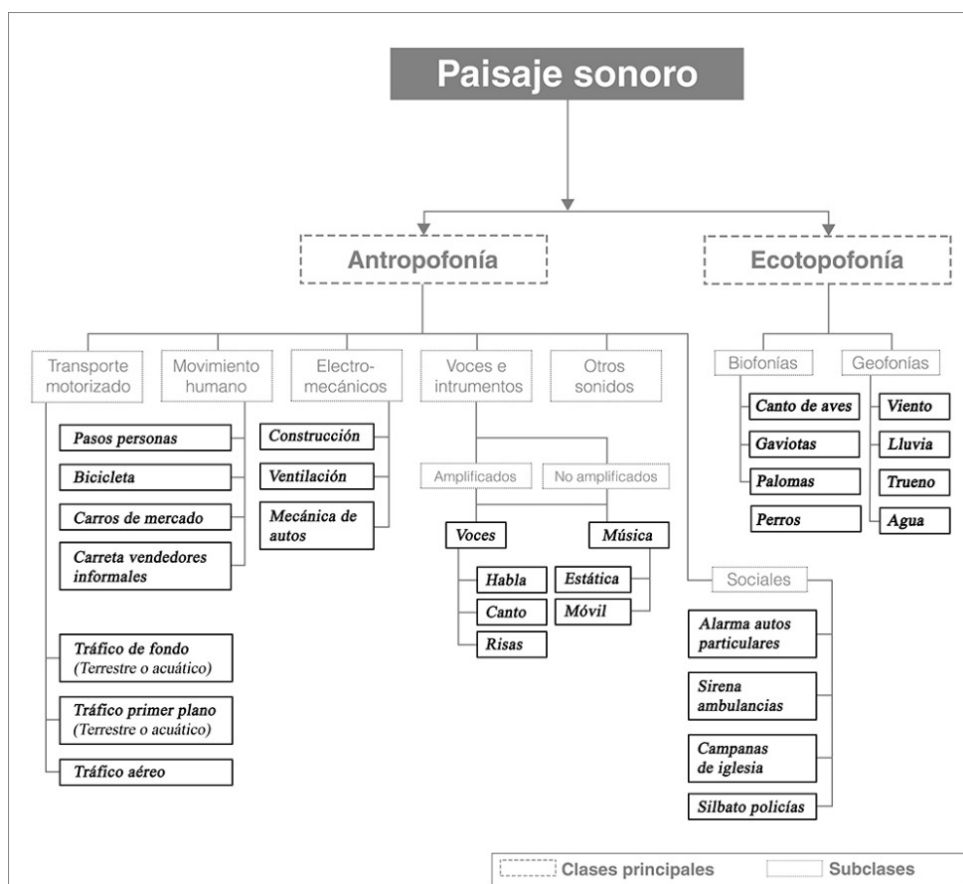 Paisaje sonoro
Antropofonía
Ecotopofonía
Transporte
motorizado
Movimiento
humano
Electro-
mecánicos
Voces e
intrumentos
Otros
sonidos
Biofonías
Geofonías
Pasos personas
Bicicleta
Carros de mercado
Carreta vendedores
informales
Tráfico de fondo
(Terrestre o acuático)
Tráfico primer plano
(Terrestre o acuático)
Tráfico aéreo
Construcción
Ventilación
Mecánica de
autos
Amplificados
No amplificados
Voces
Música
Habla
Canto
Risas
Estática
Móvil
Canto de aves
Gaviotas
Palomas
Perros
Viento
Lluvia
Trueno
Agua
Sociales
Alarma autos
particulares
Sirena
ambulancias
Campanas
de iglesia
Silbato policías
Clases principales
Subclases